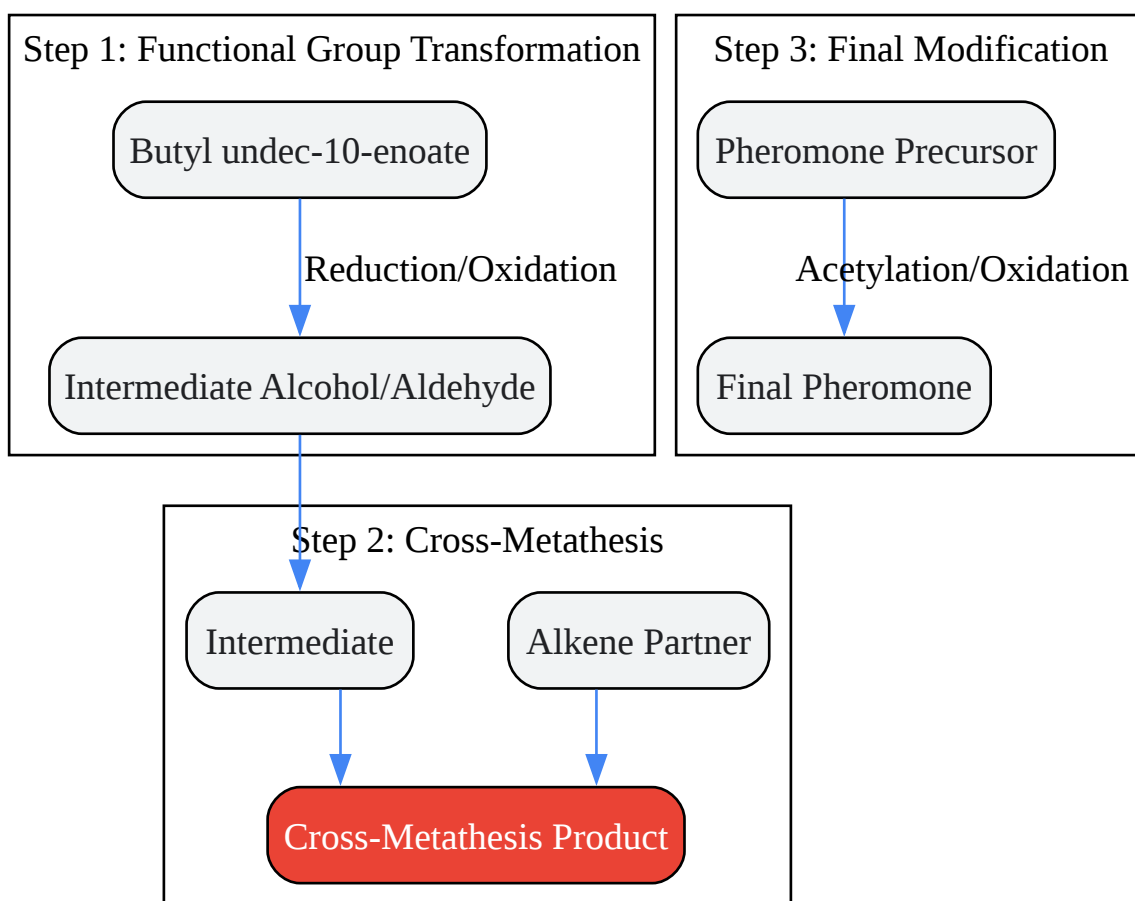 Step 1: Functional Group Transformation
Butyl undec-10-enoate
Reduction/Oxidation
Intermediate Alcohol/Aldehyde
Step 3: Final Modification
Pheromone Precursor
Acetylation/Oxidation
Final Pheromone
Step 2: Cross-Metathesis
Intermediate
Alkene Partner
Cross-Metathesis Product